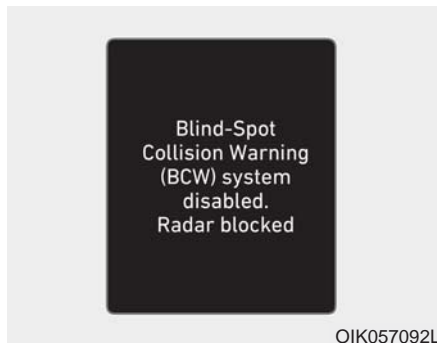 Blind-Spot
Collision Warning
(BCW) system
disabled.
Radar blocked
OIK057092L